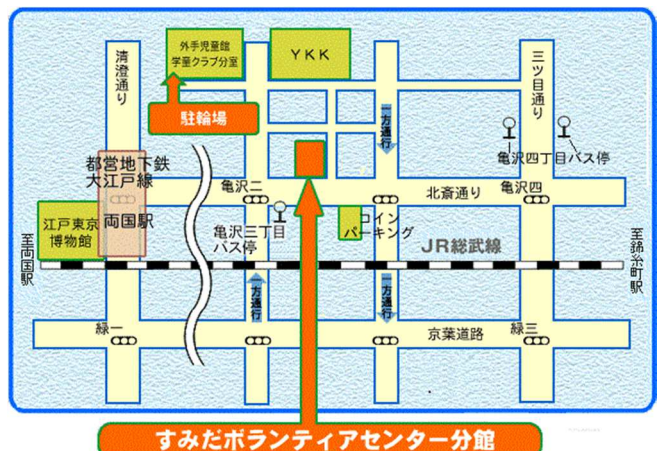 外手児童館
学童クラブ分室
YKK
清澄通り
三ツ目通り
駐輪場
一方通行
都営地下鉄
大江戸線
両国駅
亀沢四丁目バス停
亀沢二
北斎通り
亀沢四
江戸東京
博物館
亀沢三丁目
バス停
コイン
パーキング
JR総武線
至両国駅
至錦糸町駅
一方通行
一方通行
緑一
京葉道路
緑三
すみだボランティアセンター分館